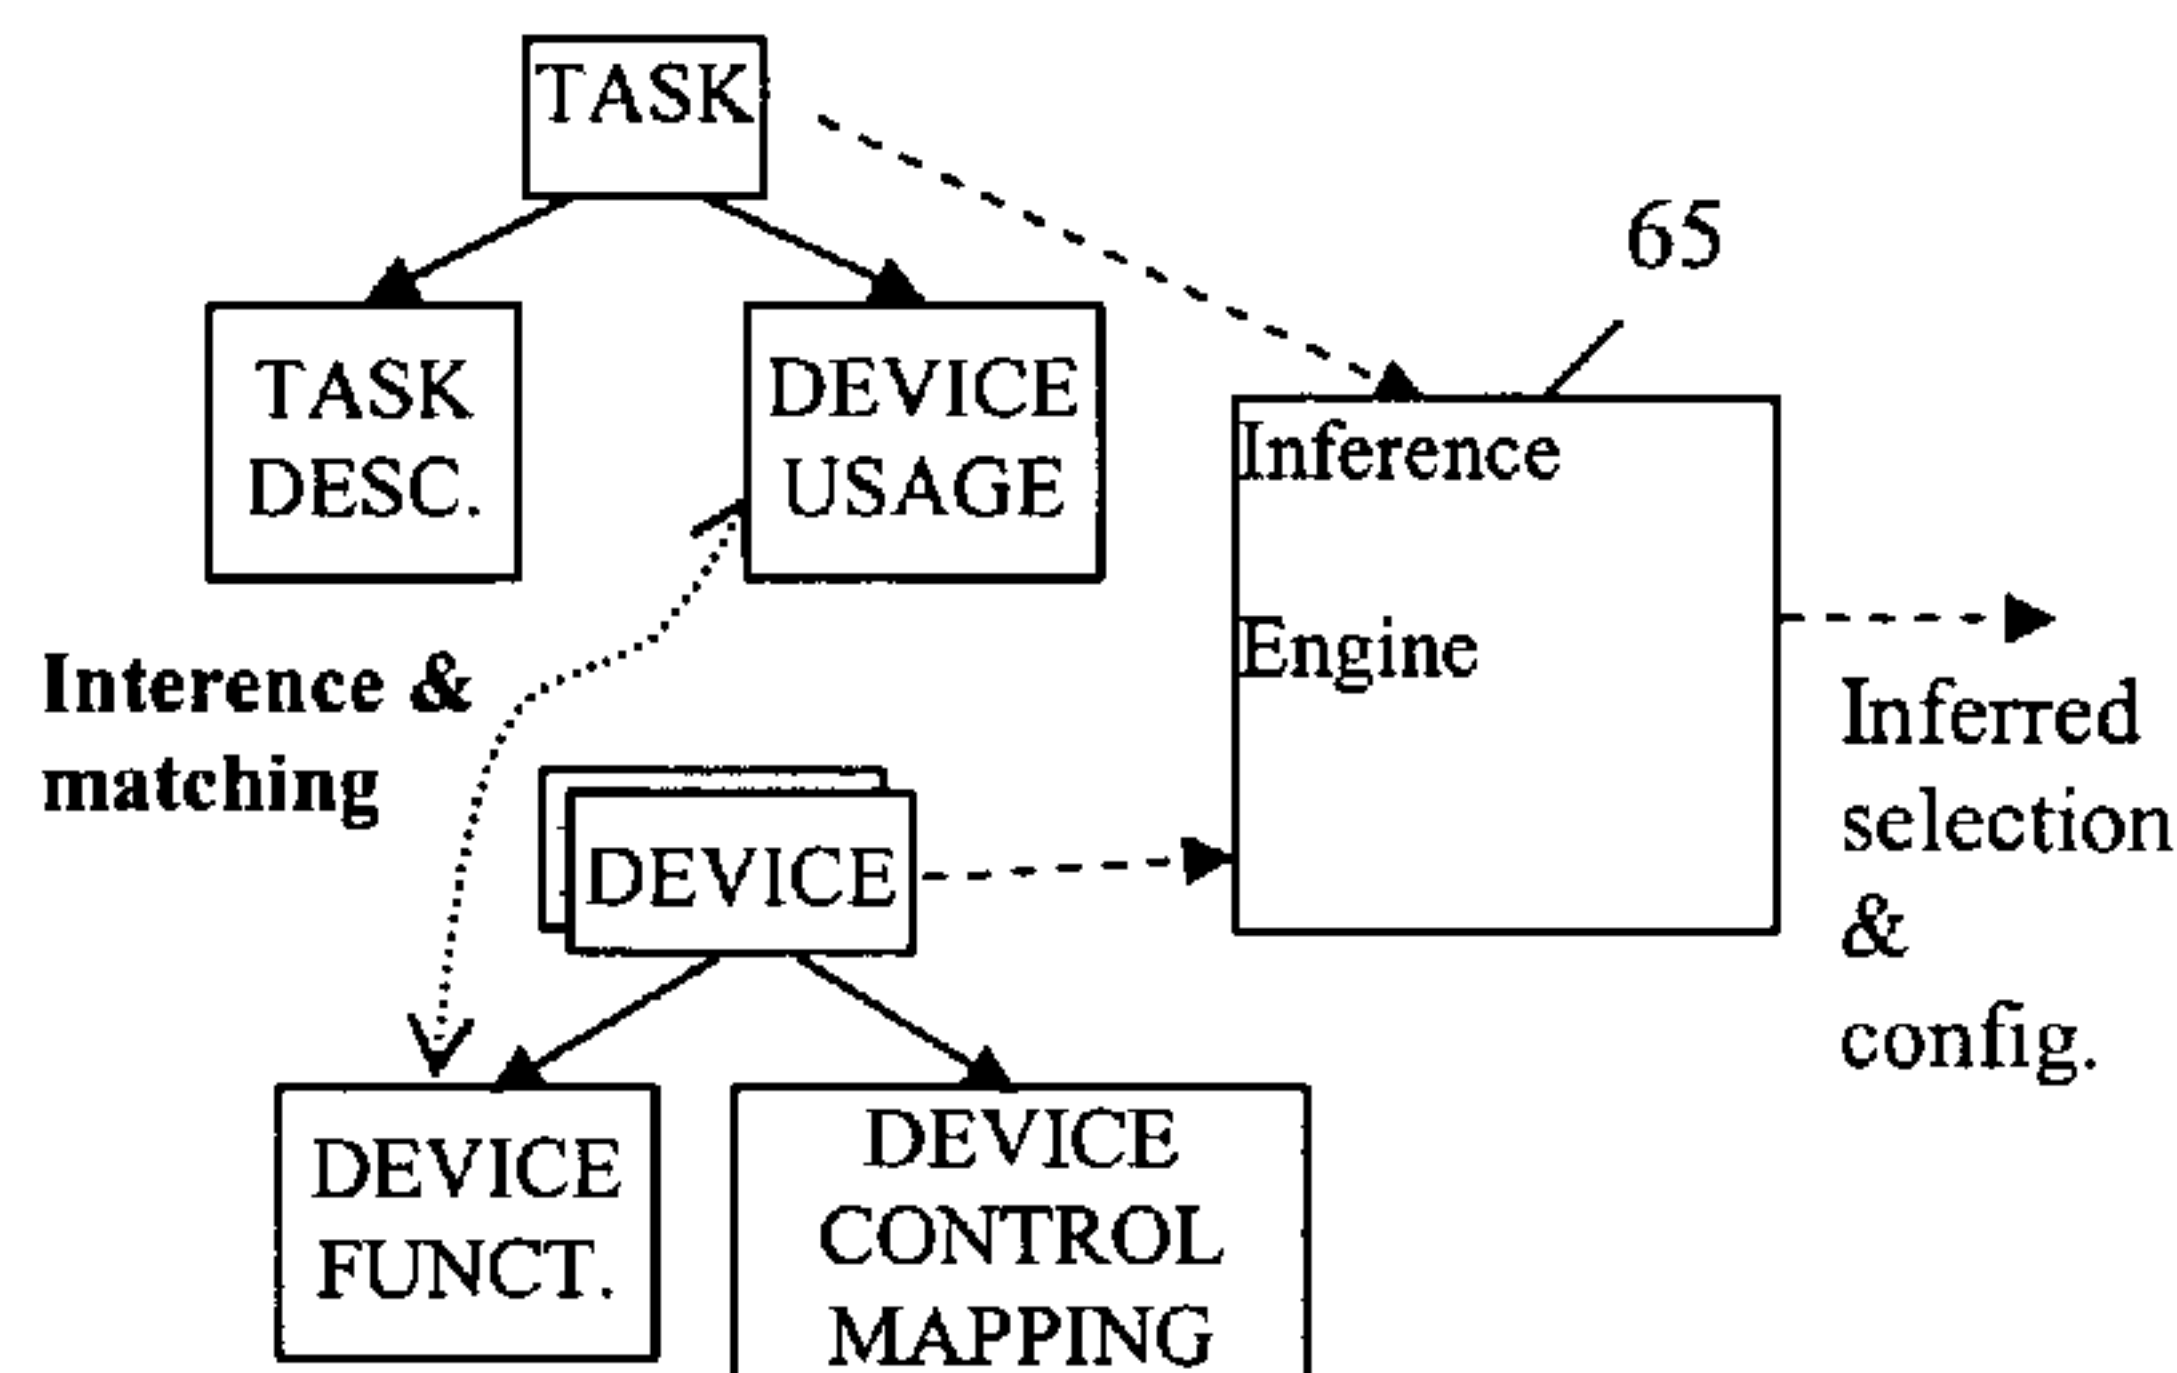 TASK
65
TASK
DESC.
DEVICE
USAGE
Inference
Engine
Interence &
matching
Inferred
selection
&
config.
DEVICE
DEVICE
FUNCT.
DEVICE
CONTROL
MAPPING